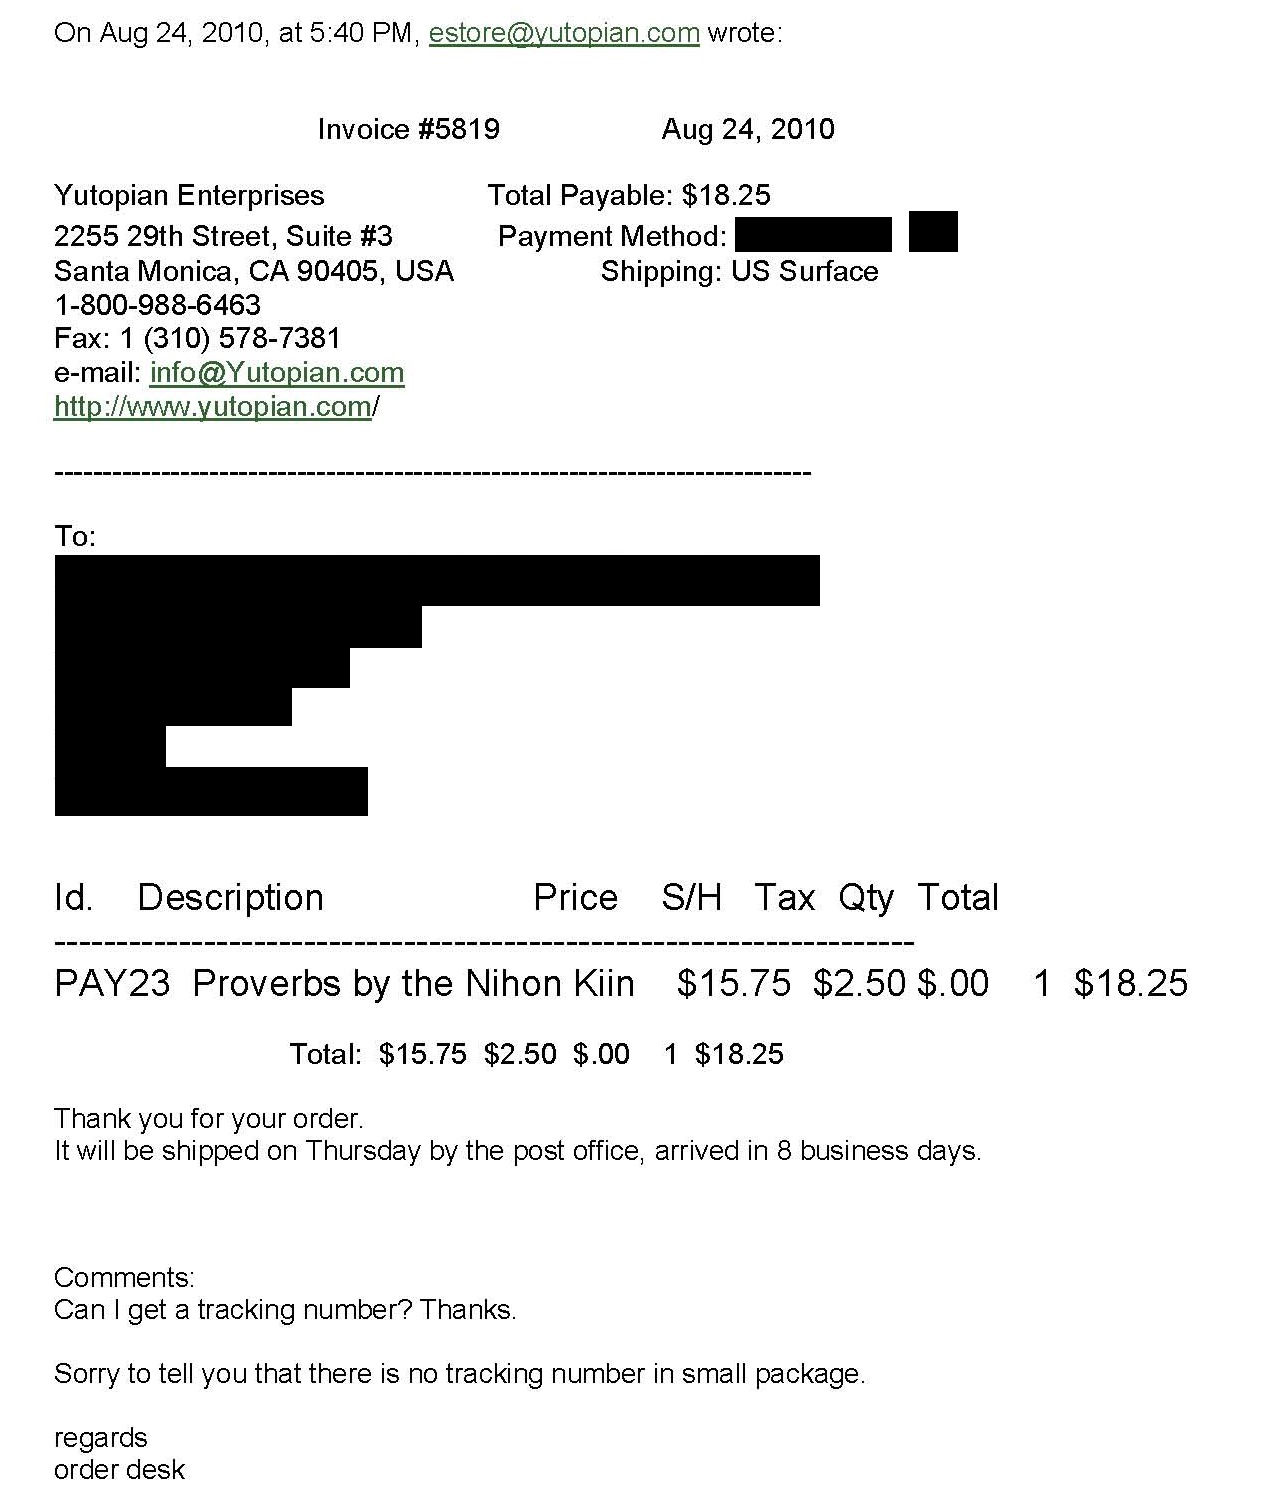 On Aug 24, 2010, at 5:40 PM, estore@yutopian.com wrote:
Invoice #5819 Aug 24, 2010
Yutopian Enterprises Total Payable: $18.25
2255 29th Street, Suite #3 Payment Method:
Santa Monica, CA 90405, USA Shipping: US Surface
1-800-988-6463
Fax: 1 (310) 578-7381
e-mail: info@Yutopian.com
http://www.yutopian.com/
------------------------------------------------------------------------------
To:
Id. Description Price S/H Tax Qty Total
----------------------------------------------------------------------
PAY23 Proverbs by the Nihon Kiin $15.75 $2.50 $.00 1 $18.25
Total: $15.75 $2.50 $.00 1 $18.25
Thank you for your order.
It will be shipped on Thursday by the post office, arrived in 8 business days.
Comments:
Can I get a tracking number? Thanks.
Sorry to tell you that there is no tracking number in small package.
regards
order desk